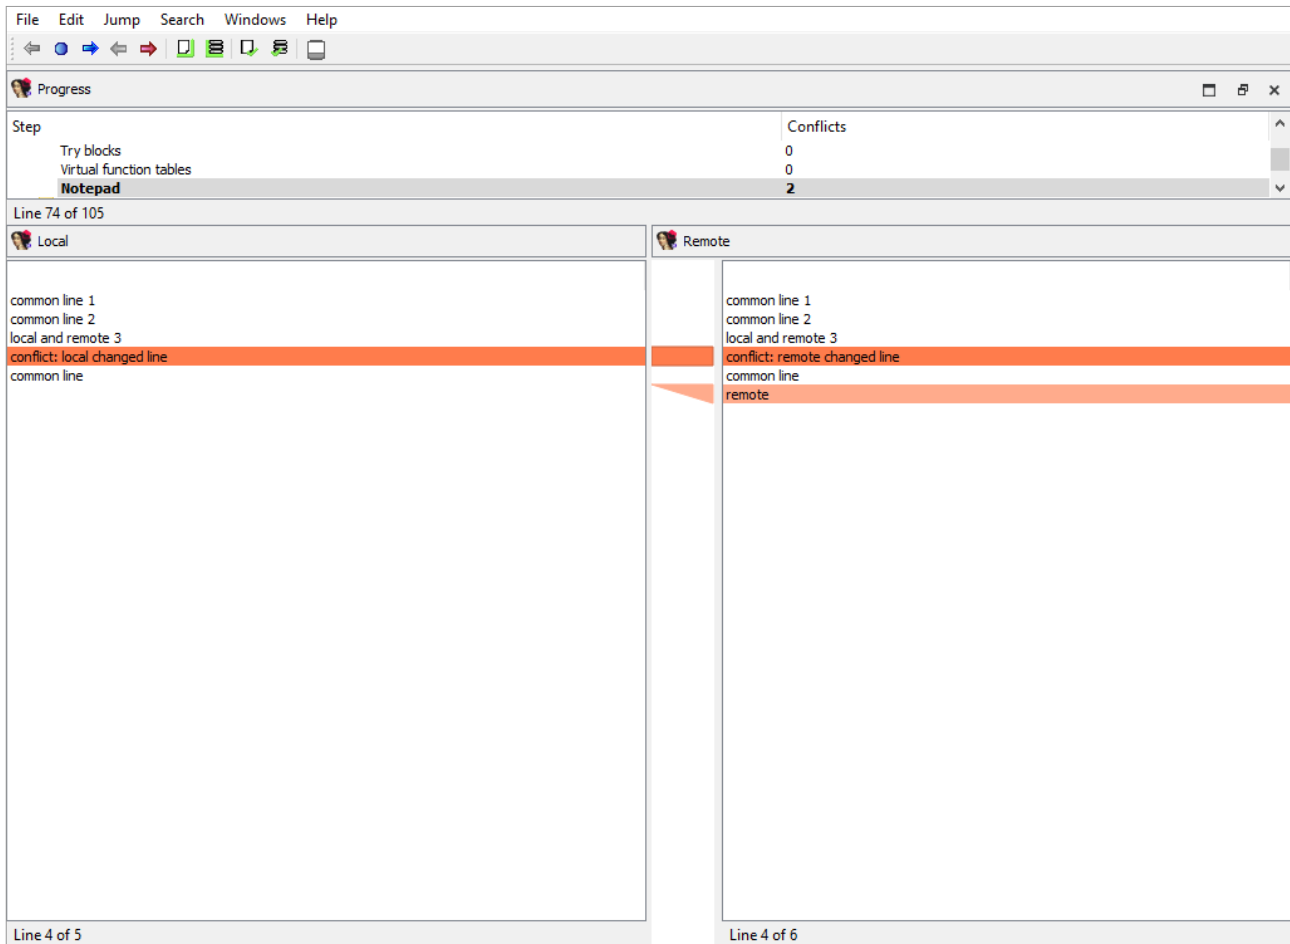 File Edit Jump Search Windows Help
Progress
Step Conflicts
Try blocks 0
Virtual function tables 0
Notepad 2
Line 74 of 105
Local
Remote
common line 1
common line 2
local and remote 3
conflict: local changed line
common line
common line 1
common line 2
local and remote 3
conflict: remote changed line
common line
remote
Line 4 of 5
Line 4 of 6